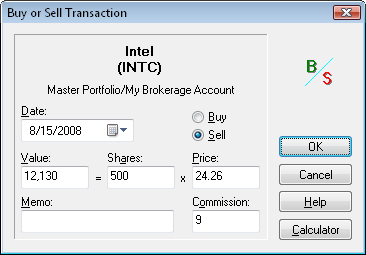 Buy or Sell Transaction
Intel
(INTC)
Master Portfolio/My Brokerage Account
B/S
Date:
8/15/2008
Buy
Sell
Value: Shares: Price:
12,130 = 500 x 24.26
Memo: Commission:
9
OK
Cancel
Help
Calculator